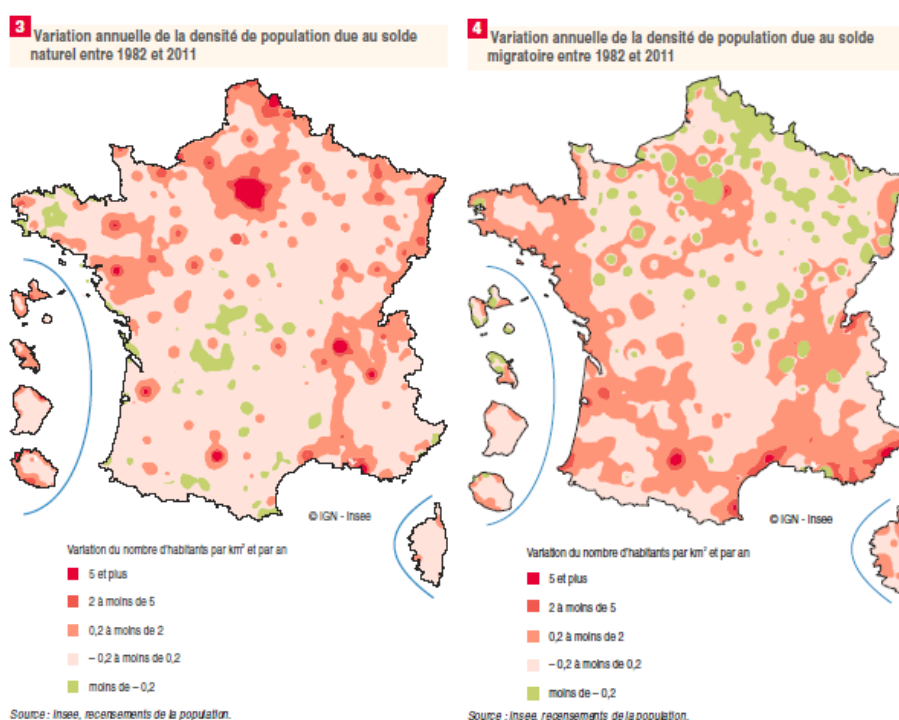 3 Variation annuelle de la densité de population due au solde
naturel entre 1982 et 2011
© IGN - Insee
Variation du nombre d'habitants par km² et par an
5 et plus
2 à moins de 5
0,2 à moins de 2
– 0,2 à moins de 0,2
moins de – 0,2
Source : Insee, recensements de la population.
4 Variation annuelle de la densité de population due au solde
migratoire entre 1982 et 2011
© IGN - Insee
Variation du nombre d'habitants par km² et par an
5 et plus
2 à moins de 5
0,2 à moins de 2
– 0,2 à moins de 0,2
moins de – 0,2
Source : Insee, recensements de la population.